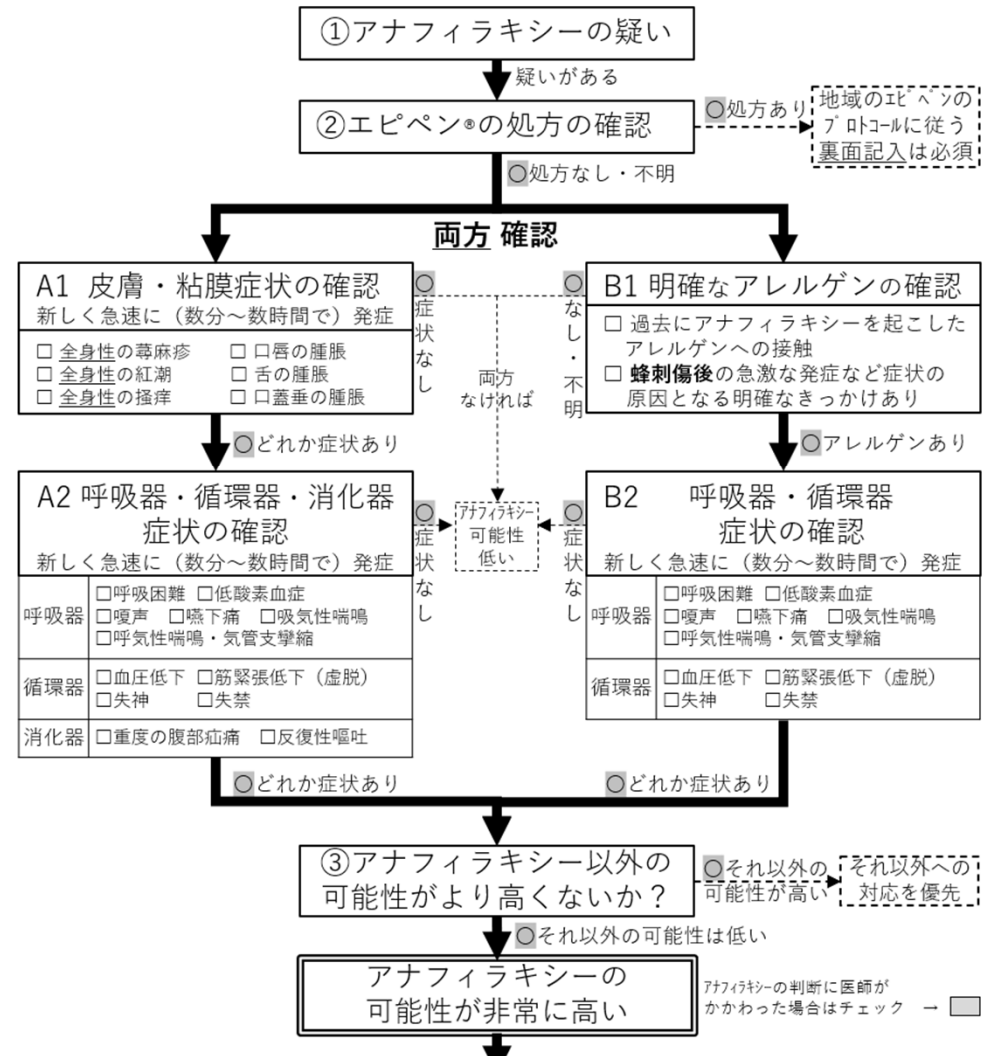 ①アナフィラキシーの疑い
疑いがある
②エピペン®の処方の確認
○処方あり
地域のｴﾋﾟﾍﾟﾝの
ﾌﾟﾛﾄｺｰﾙに従う
裏面記入は必須
○処方なし・不明
両方 確認
A1 皮膚・粘膜症状の確認
新しく急速に（数分～数時間で）発症
□ 全身性の蕁麻疹 □ 口唇の腫脹
□ 全身性の紅潮 □ 舌の腫脹
□ 全身性の掻痒 □ 口蓋垂の腫脹
○症状なし
両方
なければ
○なし・不明
B1 明確なアレルゲンの確認
□ 過去にアナフィラキシーを起こした
アレルゲンへの接触
□ 蜂刺傷後の急激な発症など症状の
原因となる明確なきっかけあり
○どれか症状あり
○アレルゲンあり
A2 呼吸器・循環器・消化器
症状の確認
新しく急速に（数分～数時間で）発症
呼吸器
□呼吸困難 □低酸素血症
□嗄声 □嚥下痛 □吸気性喘鳴
□呼気性喘鳴・気管支攣縮
循環器
□血圧低下 □筋緊張低下（虚脱）
□失神 □失禁
消化器
□重度の腹部疝痛 □反復性嘔吐
○症状なし
ｱﾅﾌｨﾗｷｼｰ
可能性
低い
○症状なし
B2 呼吸器・循環器
症状の確認
新しく急速に（数分～数時間で）発症
呼吸器
□呼吸困難 □低酸素血症
□嗄声 □嚥下痛 □吸気性喘鳴
□呼気性喘鳴・気管支攣縮
循環器
□血圧低下 □筋緊張低下（虚脱）
□失神 □失禁
○どれか症状あり
○どれか症状あり
③アナフィラキシー以外の
可能性がより高くないか？
○それ以外の
可能性が高い
それ以外への
対応を優先
○それ以外の可能性は低い
アナフィラキシーの
可能性が非常に高い
ｱﾅﾌｨﾗｷｼｰの判断に医師が
かかわった場合はチェック →